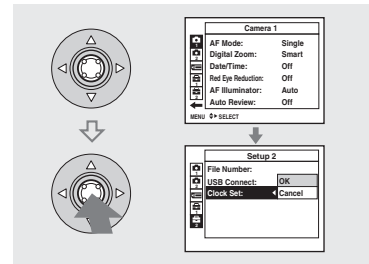 Camera 1
AF Mode: Single
Digital Zoom: Smart
Date/Time: Off
Red Eye Reduction: Off
AF Illuminator: Auto
Auto Review: Off
MENU SELECT
Setup 2
File Number:
USB Connect: OK
Clock Set: Cancel